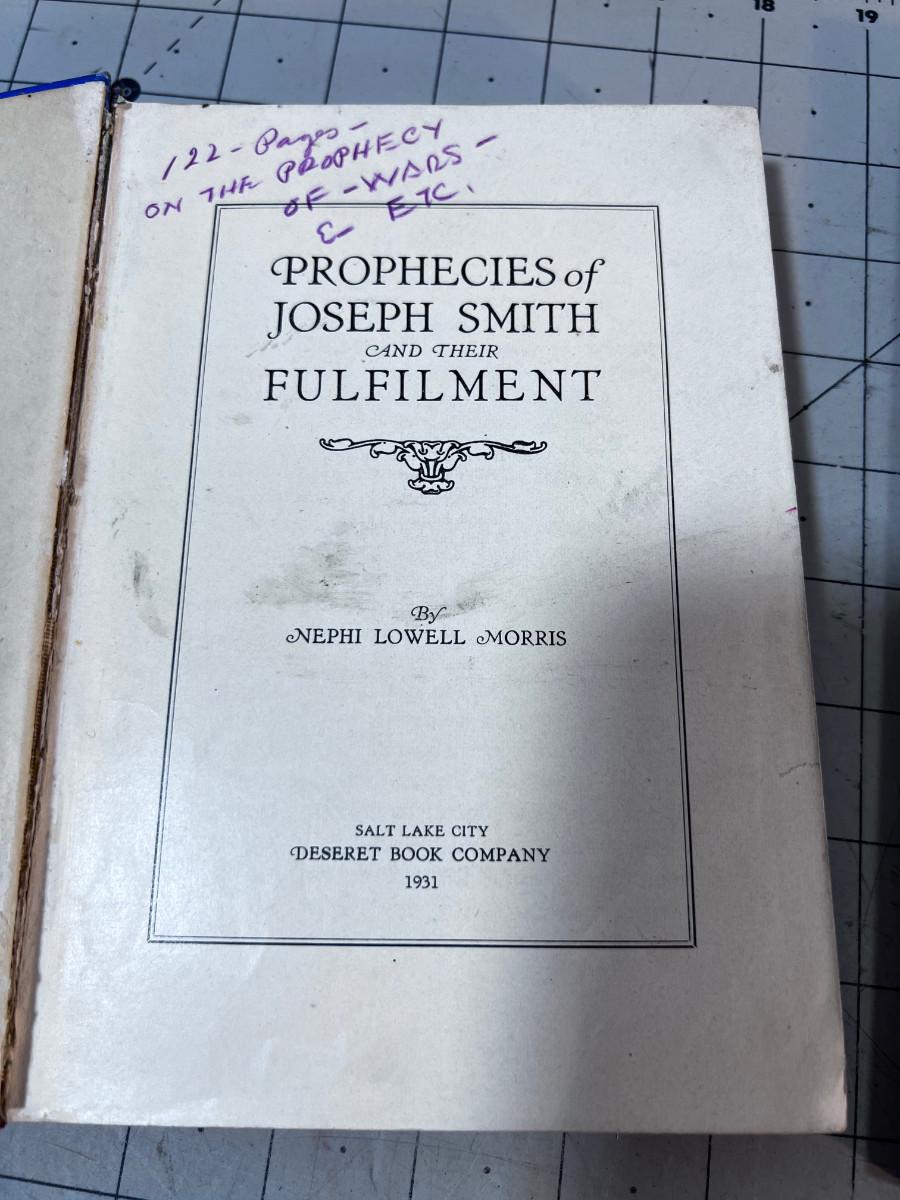 18
19
122 - Pages -
ON THE PROPHECY
OF - WARS -
& - ETC.
PROPHECIES of
JOSEPH SMITH
AND THEIR
FULFILMENT
By
NEPHI LOWELL MORRIS
SALT LAKE CITY
DESERET BOOK COMPANY
1931